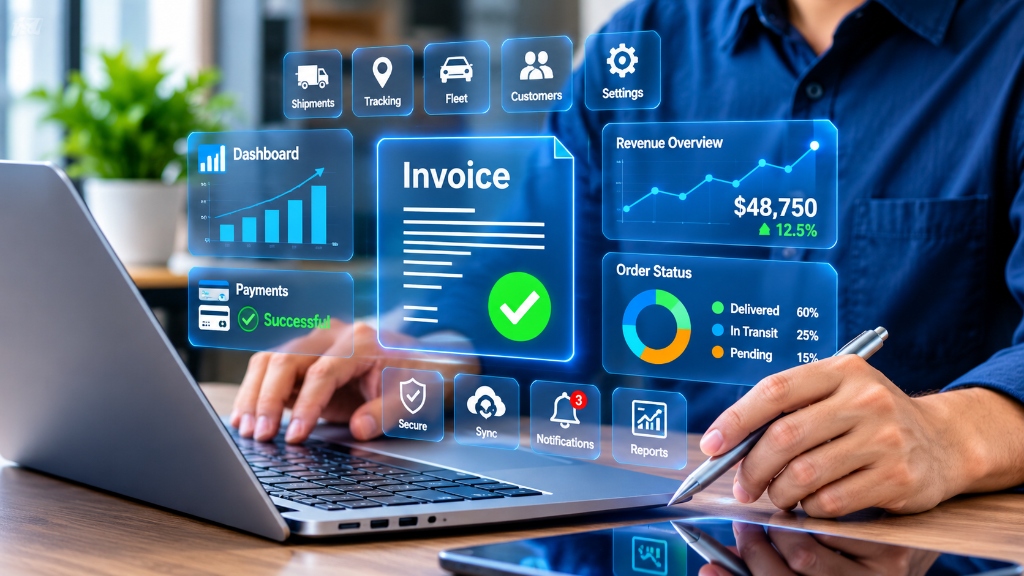 Shipments
Tracking
Fleet
Customers
Settings
Dashboard
Invoice
Revenue Overview
$48,750
12.5%
Payments
Successful
Order Status
Delivered 60%
In Transit 25%
Pending 15%
Secure
Sync
3
Notifications
Reports